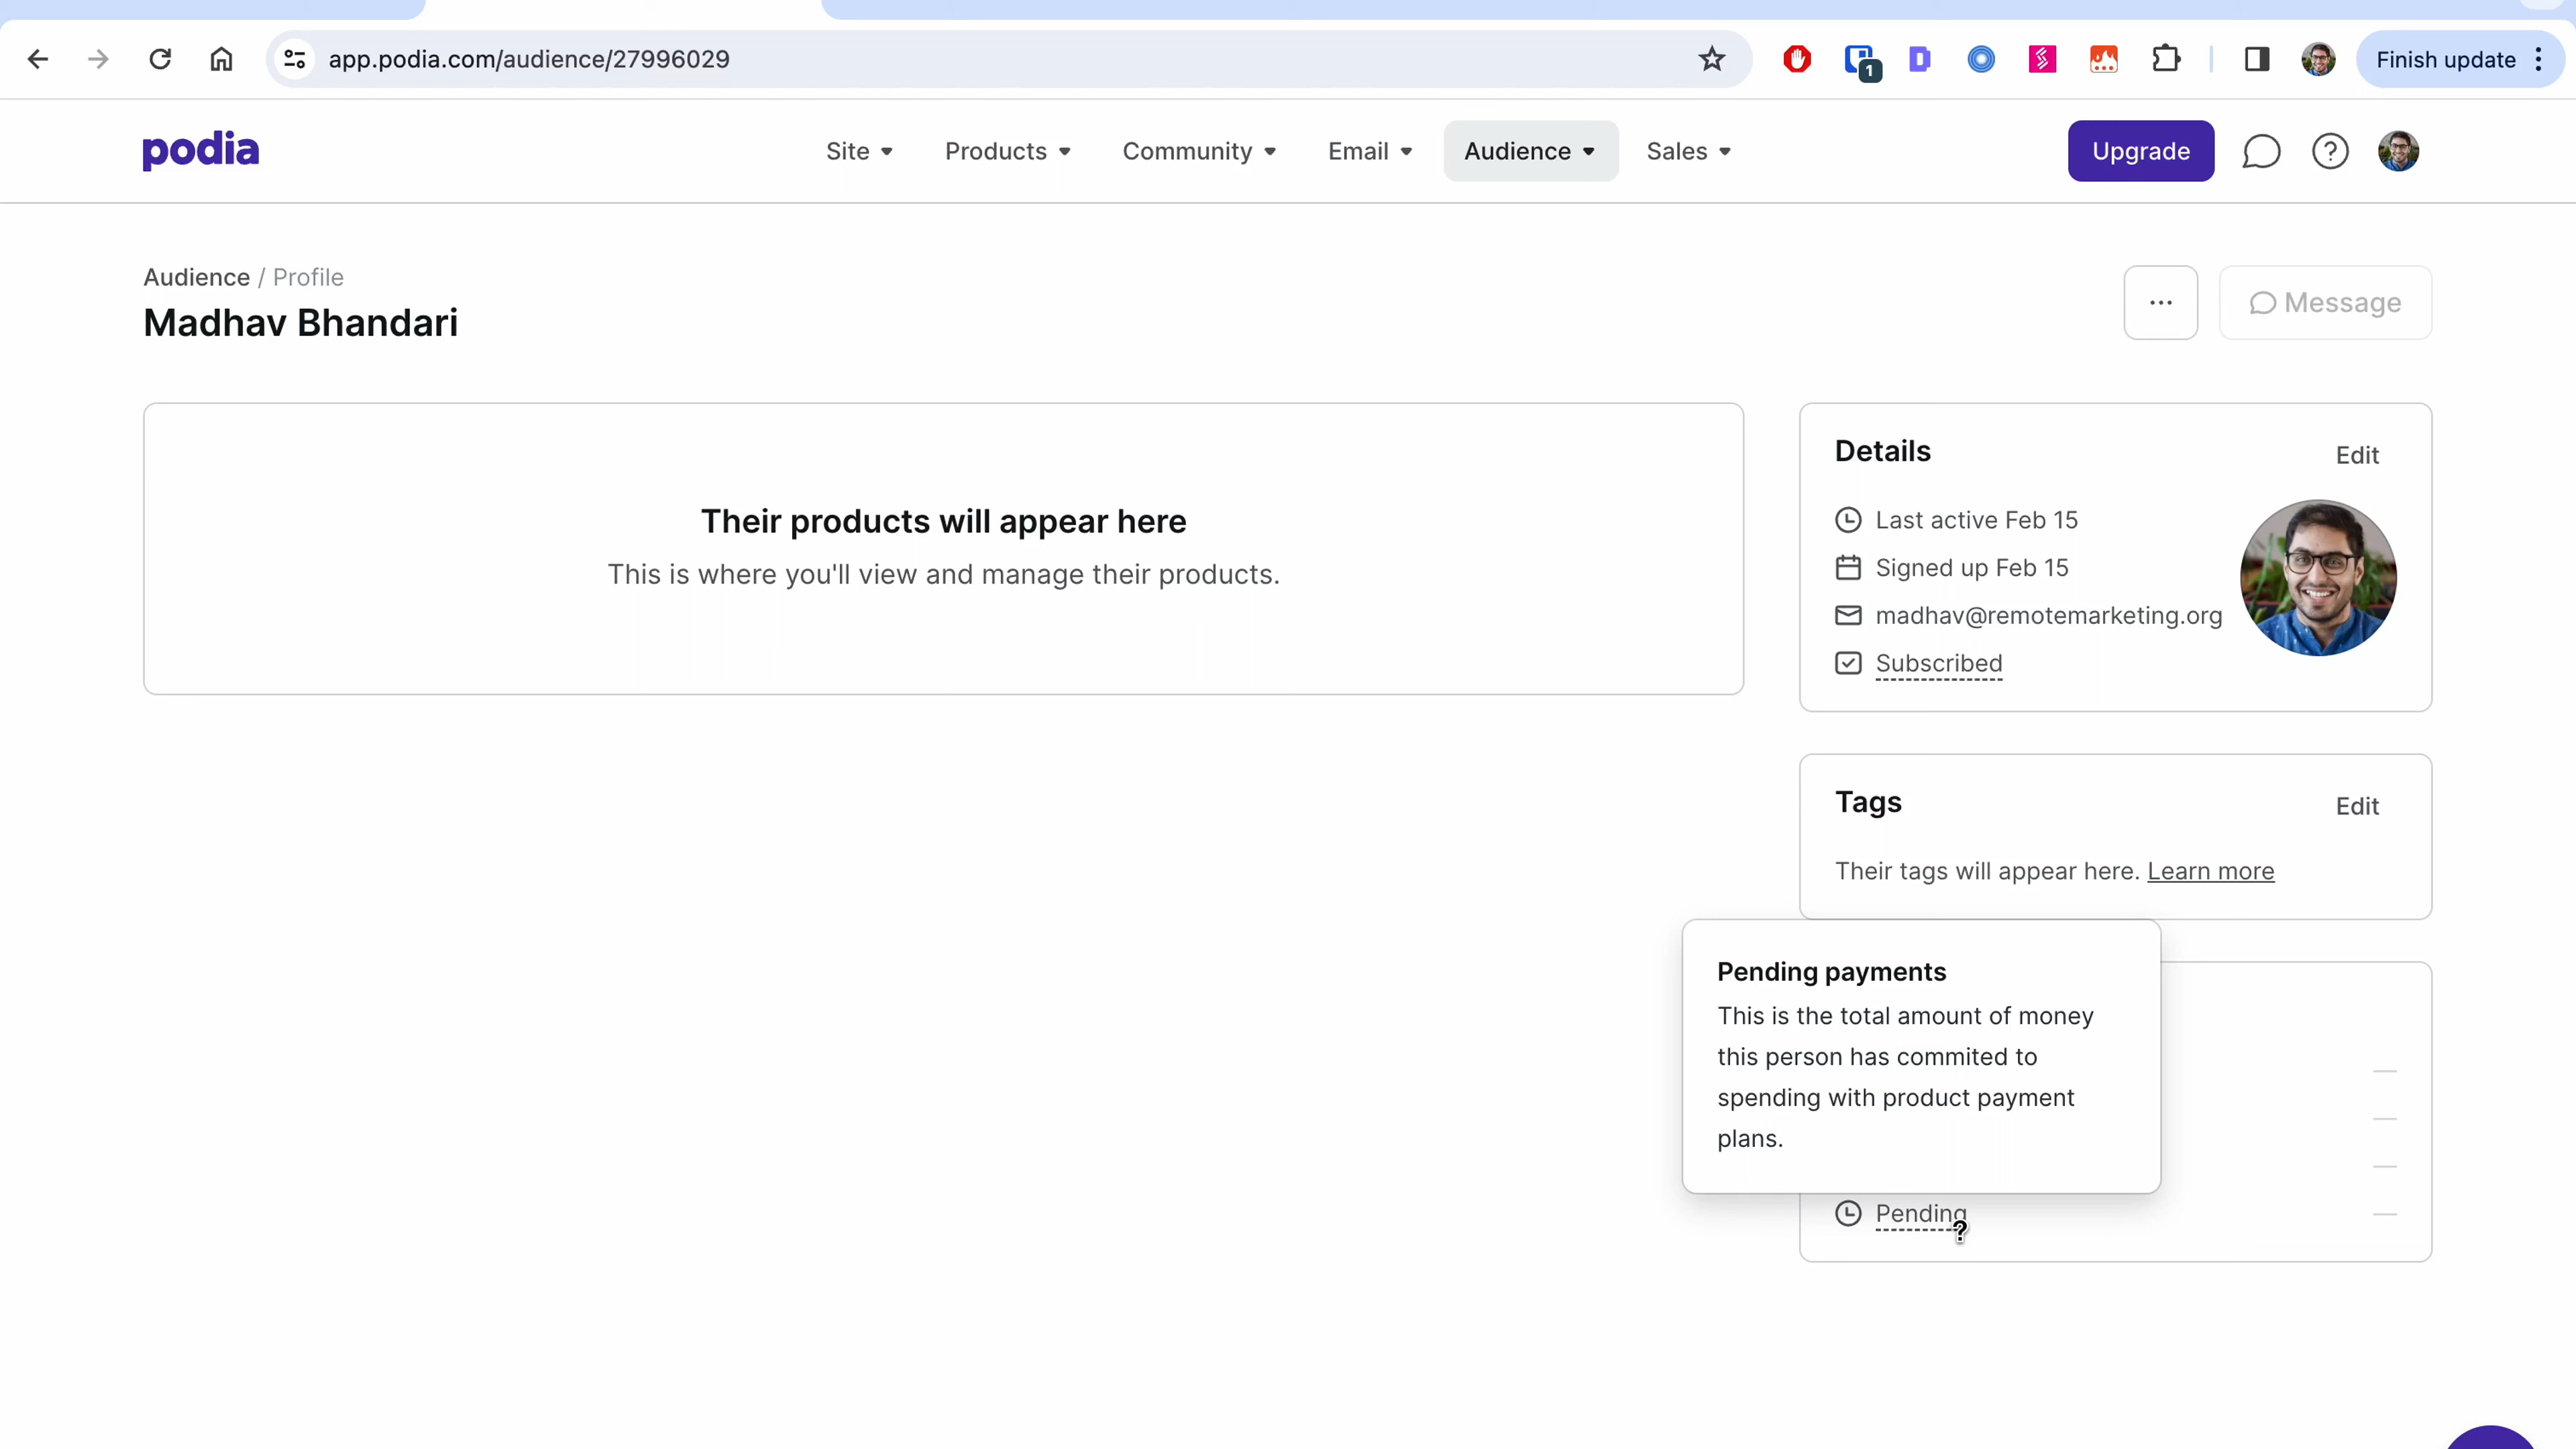 app.podia.com/audience/27996029
1
Finish update
podia
Site
Products
Community
Email
Audience
Sales
Upgrade
Audience / Profile
Madhav Bhandari
Message
Their products will appear here
This is where you'll view and manage their products.
Details
Edit
Last active Feb 15
Signed up Feb 15
madhav@remotemarketing.org
Subscribed
Tags
Edit
Their tags will appear here. Learn more
Pending payments
This is the total amount of money
this person has commited to
spending with product payment
plans.
Pending